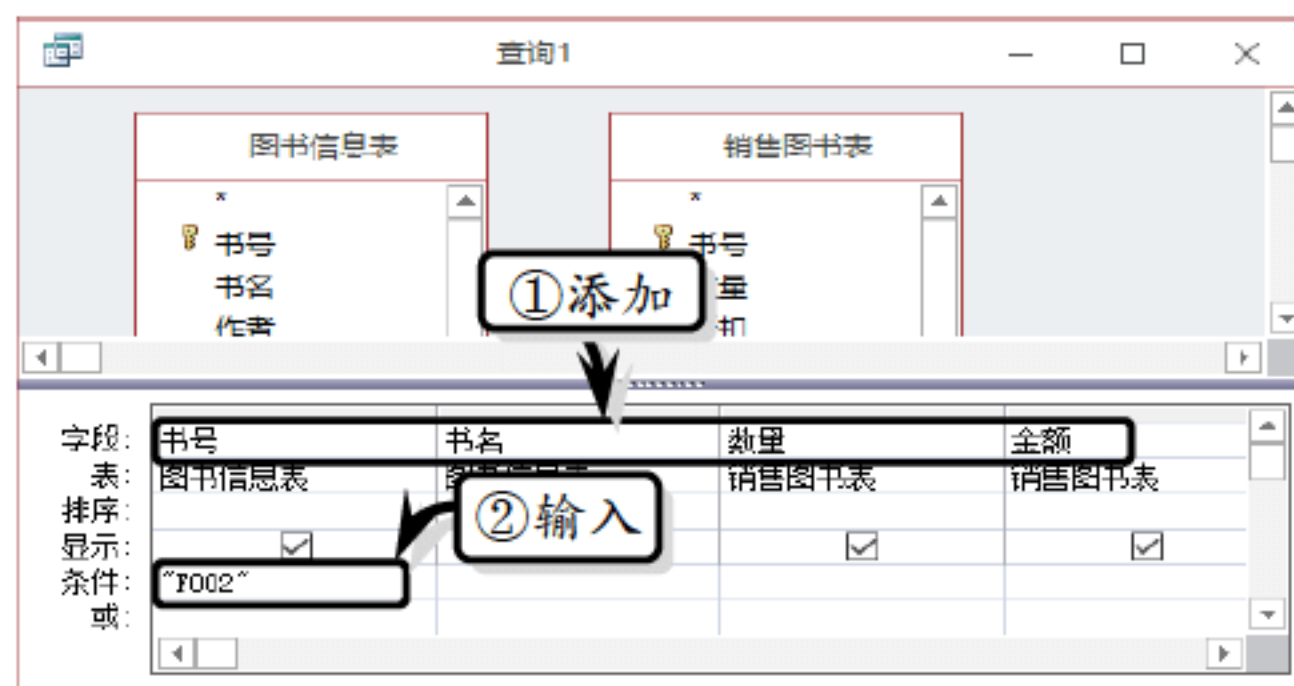 查询1
图书信息表 销售图书表
* *
书号 书号
书名 量
作者 扣
①添加
字段: 书号 书名 数量 金额
表: 图书信息表 销售图书表 销售图书表
②输入
排序:
显示:
条件: "F002"
或: